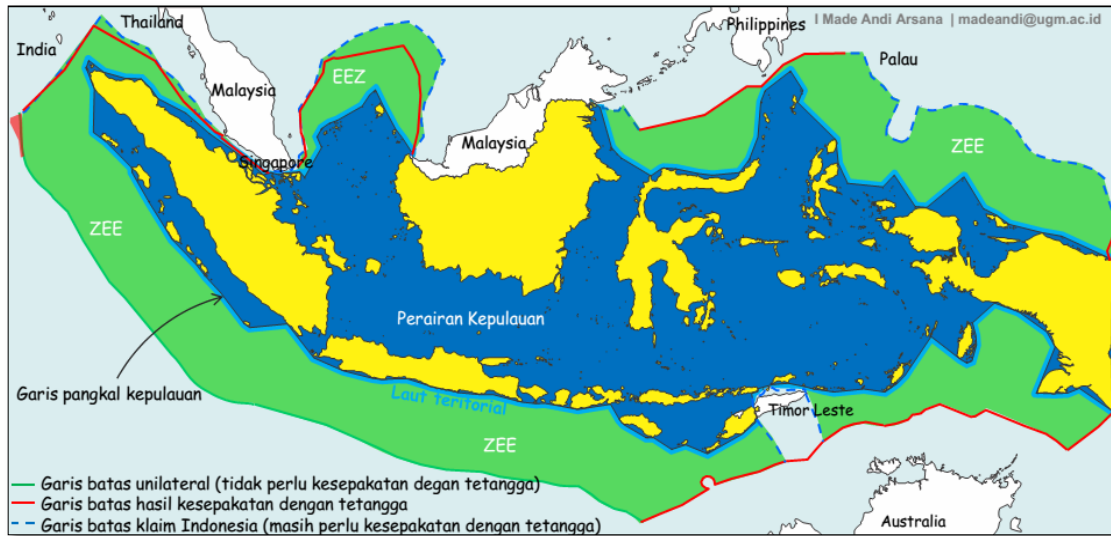 I Made Andi Arsana | madeandi@ugm.ac.id
Thailand
Philippines
India
Palau
EEZ
Malaysia
Malaysia
Singapore
ZEE
ZEE
Perairan Kepulauan
Garis pangkal kepulauan
Laut teritorial
Timor Leste
ZEE
Garis batas unilateral (tidak perlu kesepakatan degan tetangga)
Garis batas hasil kesepakatan dengan tetangga
Garis batas klaim Indonesia (masih perlu kesepakatan dengan tetangga)
Australia